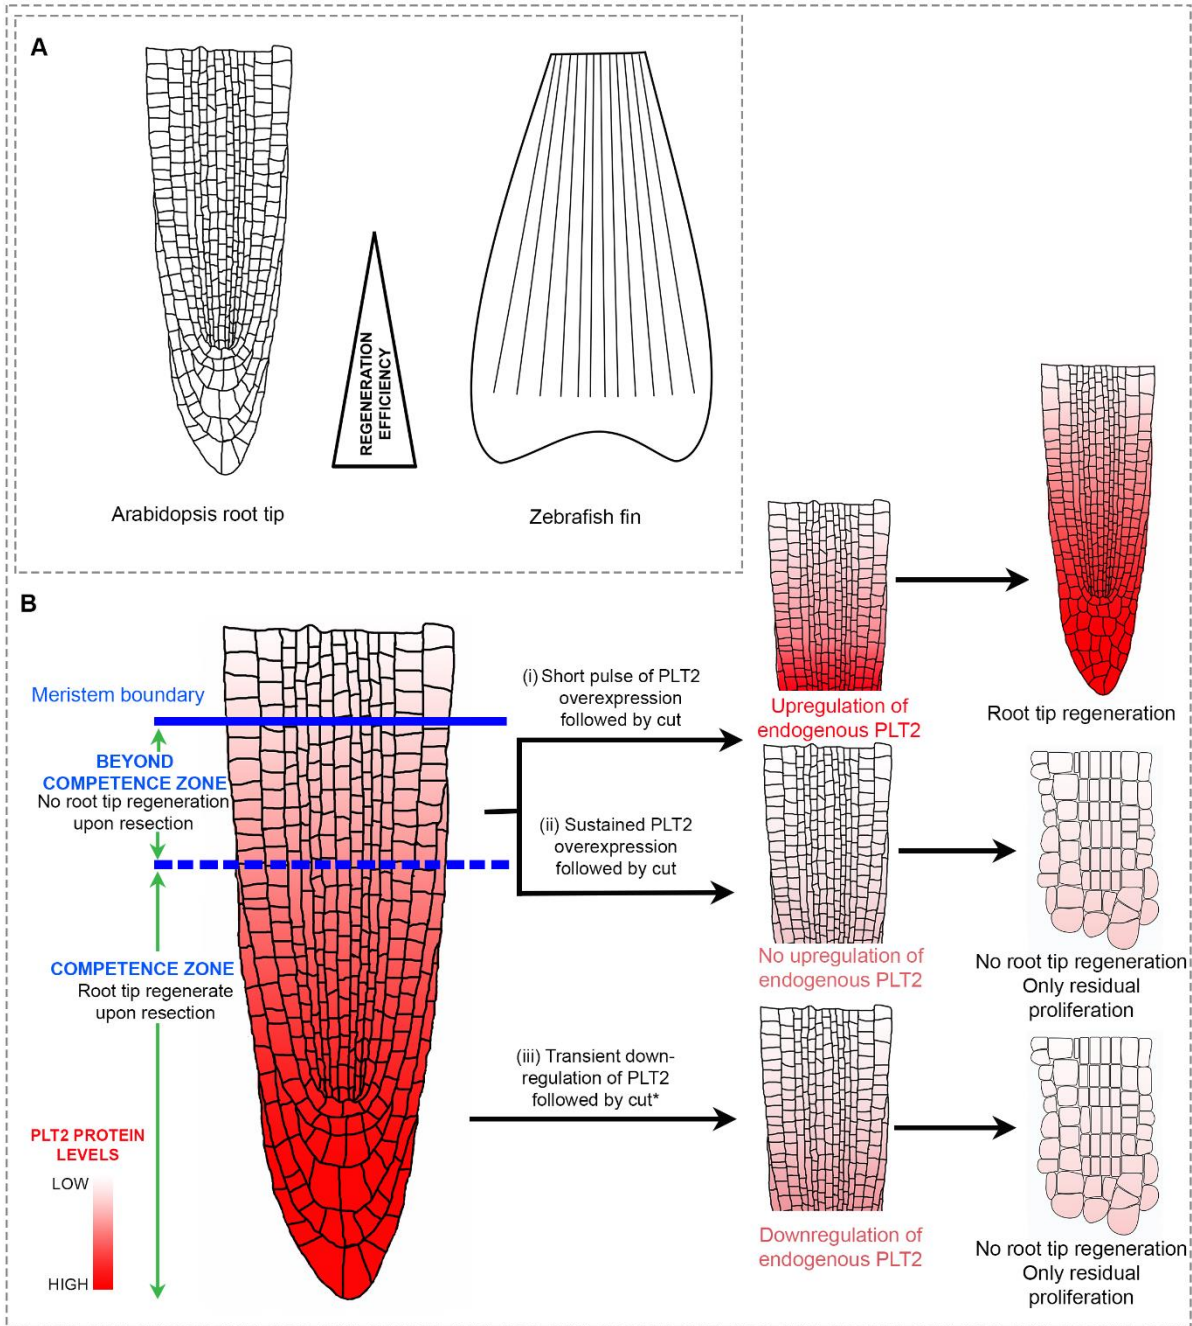 A
REGENERATION
EFFICIENCY
Arabidopsis root tip
Zebrafish fin
B
Meristem boundary
BEYOND
COMPETENCE ZONE
No root tip regeneration
upon resection
COMPETENCE ZONE
Root tip regenerate
upon resection
PLT2 PROTEIN
LEVELS
LOW
HIGH
(i) Short pulse of PLT2
overexpression
followed by cut
Upregulation of
endogenous PLT2
Root tip regeneration
(ii) Sustained PLT2
overexpression
followed by cut
No upregulation of
endogenous PLT2
No root tip regeneration
Only residual
proliferation
(iii) Transient down-
regulation of PLT2
followed by cut*
Downregulation of
endogenous PLT2
No root tip regeneration
Only residual
proliferation